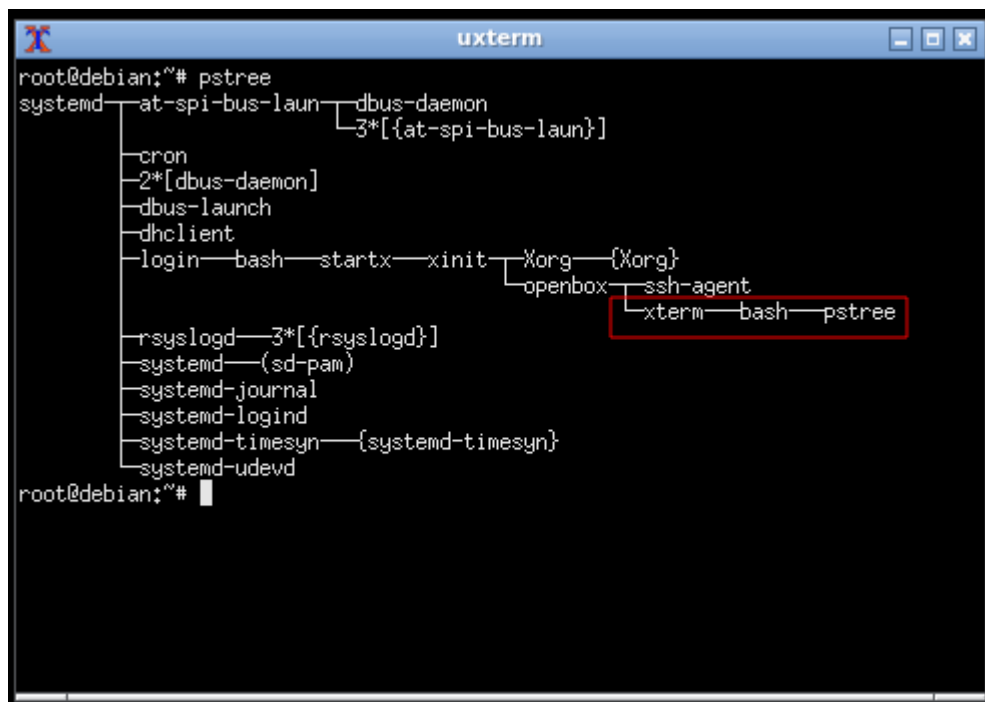 uxterm
root@debian:~# pstree
systemd─┬─at-spi-bus-laun─┬─dbus-daemon
        │                 └─3*[{at-spi-bus-laun}]
        ├─cron
        ├─2*[dbus-daemon]
        ├─dbus-launch
        ├─dhclient
        ├─login───bash───startx───xinit─┬─Xorg───{Xorg}
        │                               └─openbox─┬─ssh-agent
        │                                         └─xterm───bash───pstree
        ├─rsyslogd───3*[{rsyslogd}]
        ├─systemd───(sd-pam)
        ├─systemd-journal
        ├─systemd-logind
        ├─systemd-timesyn───{systemd-timesyn}
        └─systemd-udevd
root@debian:~#